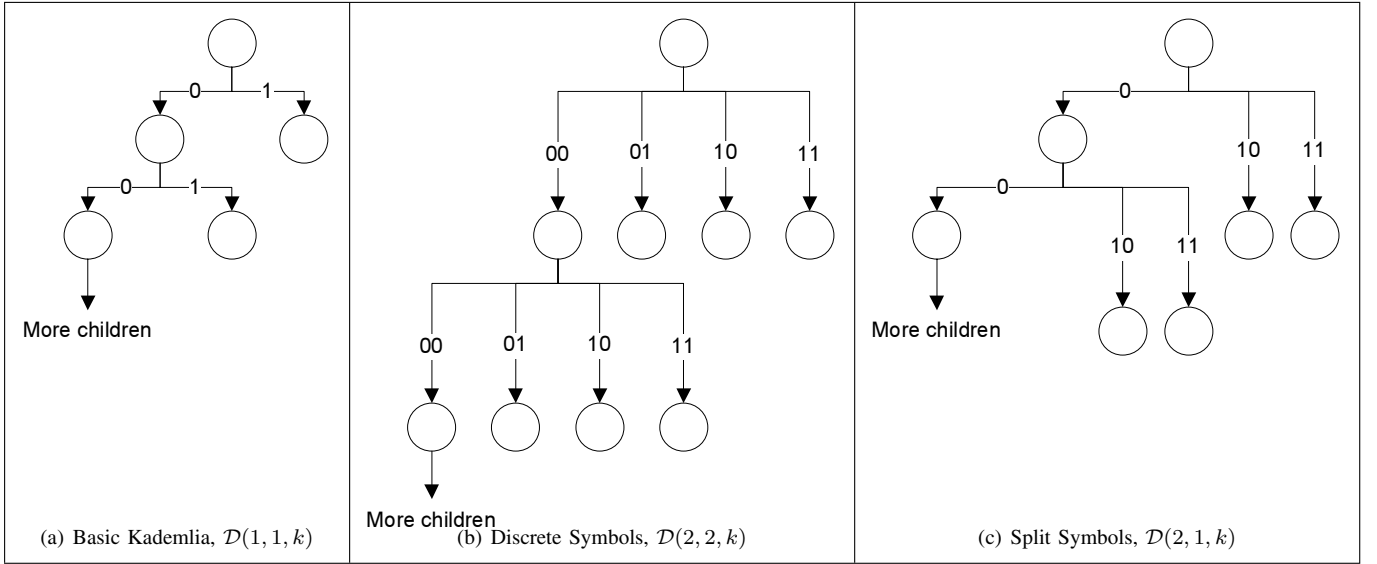 0 1
0 1
More children
(a) Basic Kademlia, D(1, 1, k)
00 01 10 11
00 01 10 11
More children
(b) Discrete Symbols, D(2, 2, k)
0 10 11
0 10 11
More children
(c) Split Symbols, D(2, 1, k)